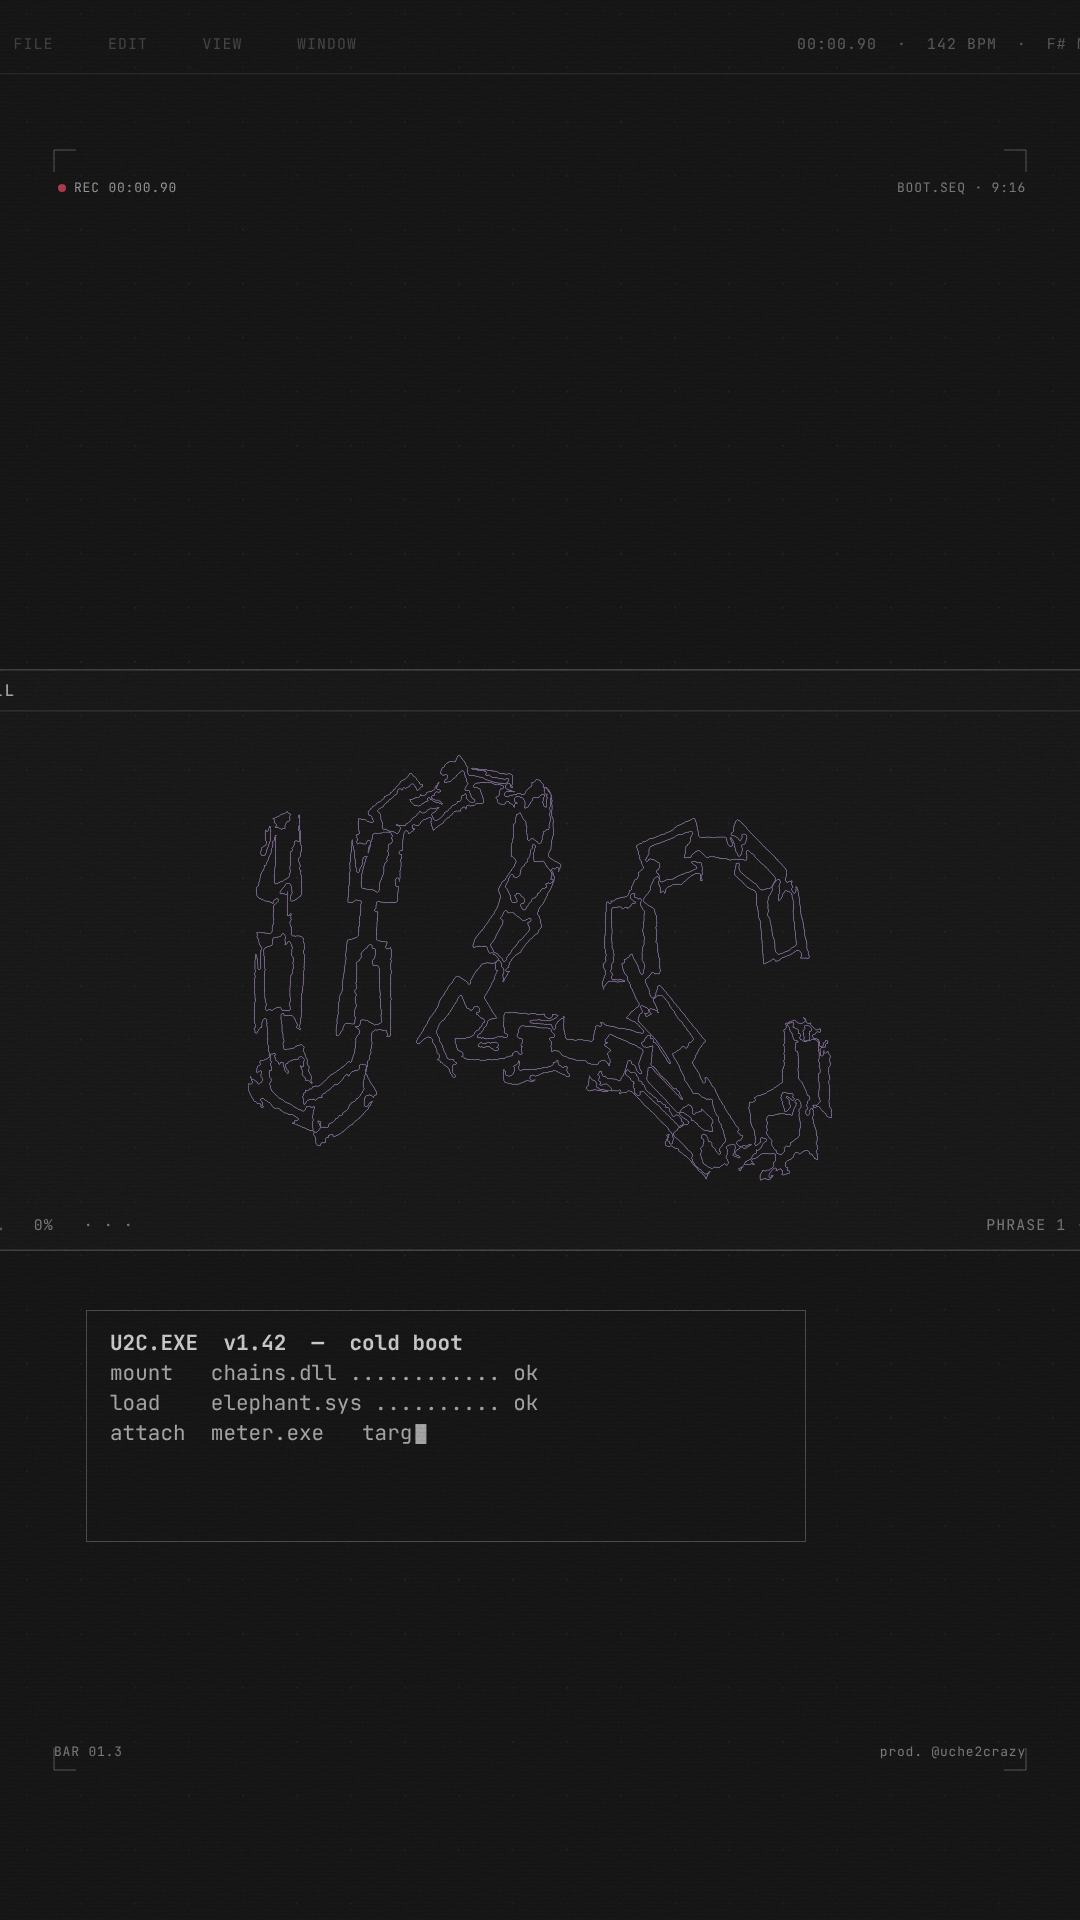 FILE EDIT VIEW WINDOW 00:00.90 · 142 BPM · F#
REC 00:00.90 BOOT.SEQ · 9:16
LL
U2C
0% · · · PHRASE 1
U2C.EXE v1.42 — cold boot
mount chains.dll ............ ok
load elephant.sys .......... ok
attach meter.exe targ
BAR 01.3 prod. @uche2crazy